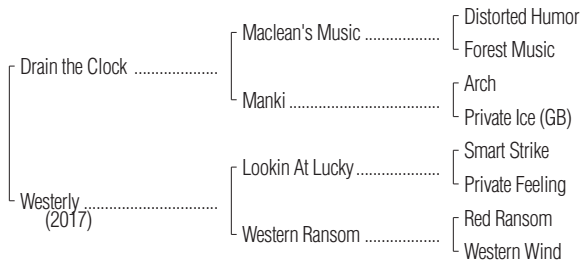 Distorted Humor
Maclean's Music ..................
Forest Music
Drain the Clock ....................
Arch
Manki ....................................
Private Ice (GB)
Smart Strike
Lookin At Lucky ...................
Private Feeling
Westerly ................................
(2017)
Red Ransom
Western Ransom ..................
Western Wind